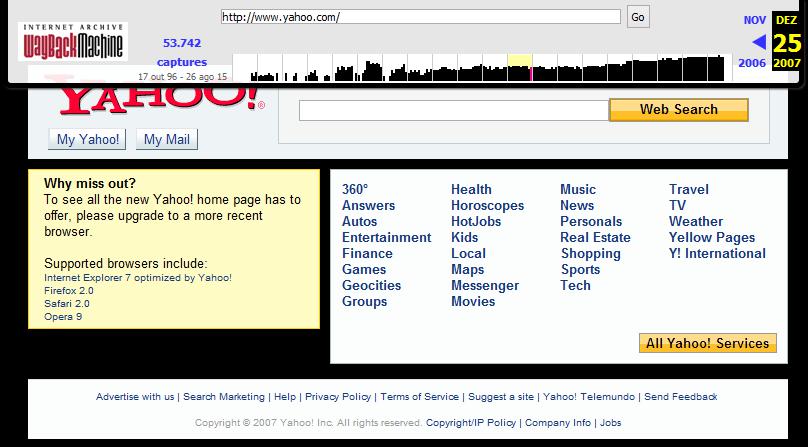 INTERNET ARCHIVE
WayBackMachine
http://www.yahoo.com/
Go
53.742
captures
17 out 96 - 26 ago 15
NOV
DEZ
25
2006
2007
YAHOO!®
Web Search
My Yahoo!
My Mail
Why miss out?
To see all the new Yahoo! home page has to
offer, please upgrade to a more recent
browser.
Supported browsers include:
Internet Explorer 7 optimized by Yahoo!
Firefox 2.0
Safari 2.0
Opera 9
360° Health Music Travel
Answers Horoscopes News TV
Autos HotJobs Personals Weather
Entertainment Kids Real Estate Yellow Pages
Finance Local Shopping Y! International
Games Maps Sports
Geocities Messenger Tech
Groups Movies
All Yahoo! Services
Advertise with us | Search Marketing | Help | Privacy Policy | Terms of Service | Suggest a site | Yahoo! Telemundo | Send Feedback
Copyright © 2007 Yahoo! Inc. All rights reserved. Copyright/IP Policy | Company Info | Jobs